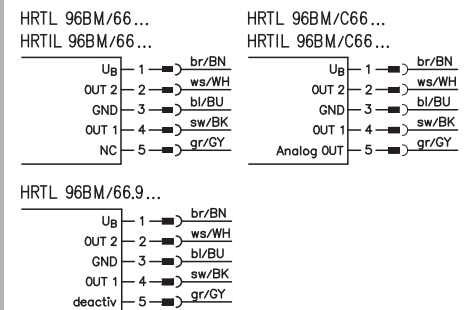 HRTL 96BM/66...
HRTIL 96BM/66...
UB 1 br/BN
OUT 2 2 ws/WH
GND 3 bl/BU
OUT 1 4 sw/BK
NC 5 gr/GY
HRTL 96BM/C66...
HRTIL 96BM/C66...
UB 1 br/BN
OUT 2 2 ws/WH
GND 3 bl/BU
OUT 1 4 sw/BK
Analog OUT 5 gr/GY
HRTL 96BM/66.9...
UB 1 br/BN
OUT 2 2 ws/WH
GND 3 bl/BU
OUT 1 4 sw/BK
deactiv 5 gr/GY